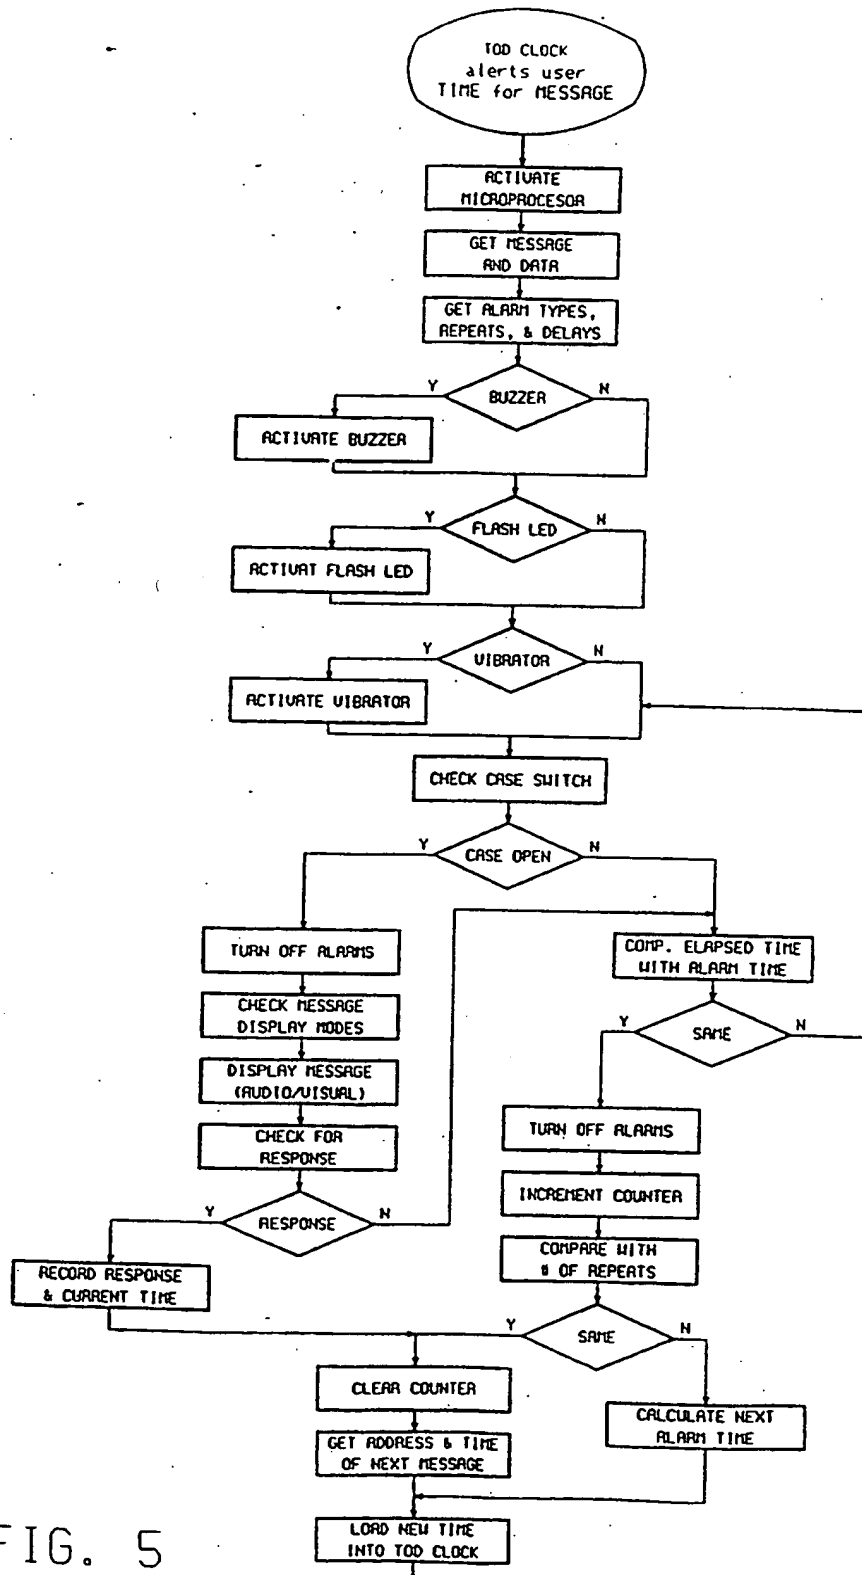 TOD CLOCK
alerts user
TIME for MESSAGE
ACTIVATE
MICROPROCESOR
GET MESSAGE
AND DATA
GET ALARM TYPES,
REPEATS, & DELAYS
Y
BUZZER
N
ACTIVATE BUZZER
Y
FLASH LED
N
ACTIVAT FLASH LED
Y
VIBRATOR
N
ACTIVATE VIBRATOR
CHECK CASE SWITCH
Y
CASE OPEN
N
TURN OFF ALARMS
COMP. ELAPSED TIME
WITH ALARM TIME
CHECK MESSAGE
DISPLAY MODES
Y
SAME
N
DISPLAY MESSAGE
(AUDIO/VISUAL)
TURN OFF ALARMS
CHECK FOR
RESPONSE
INCREMENT COUNTER
Y
RESPONSE
N
COMPARE WITH
# OF REPEATS
RECORD RESPONSE
& CURRENT TIME
Y
SAME
N
CLEAR COUNTER
CALCULATE NEXT
ALARM TIME
GET ADDRESS & TIME
OF NEXT MESSAGE
LOAD NEW TIME
INTO TOD CLOCK
FIG. 5